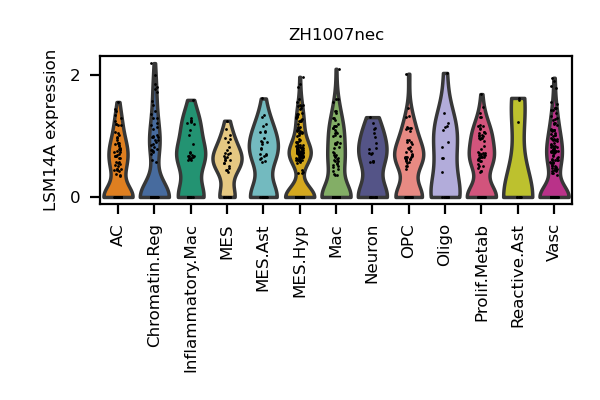 ZH1007nec
LSM14A expression
2
0
AC
Chromatin.Reg
Inflammatory.Mac
MES
MES.Ast
MES.Hyp
Mac
Neuron
OPC
Oligo
Prolif.Metab
Reactive.Ast
Vasc